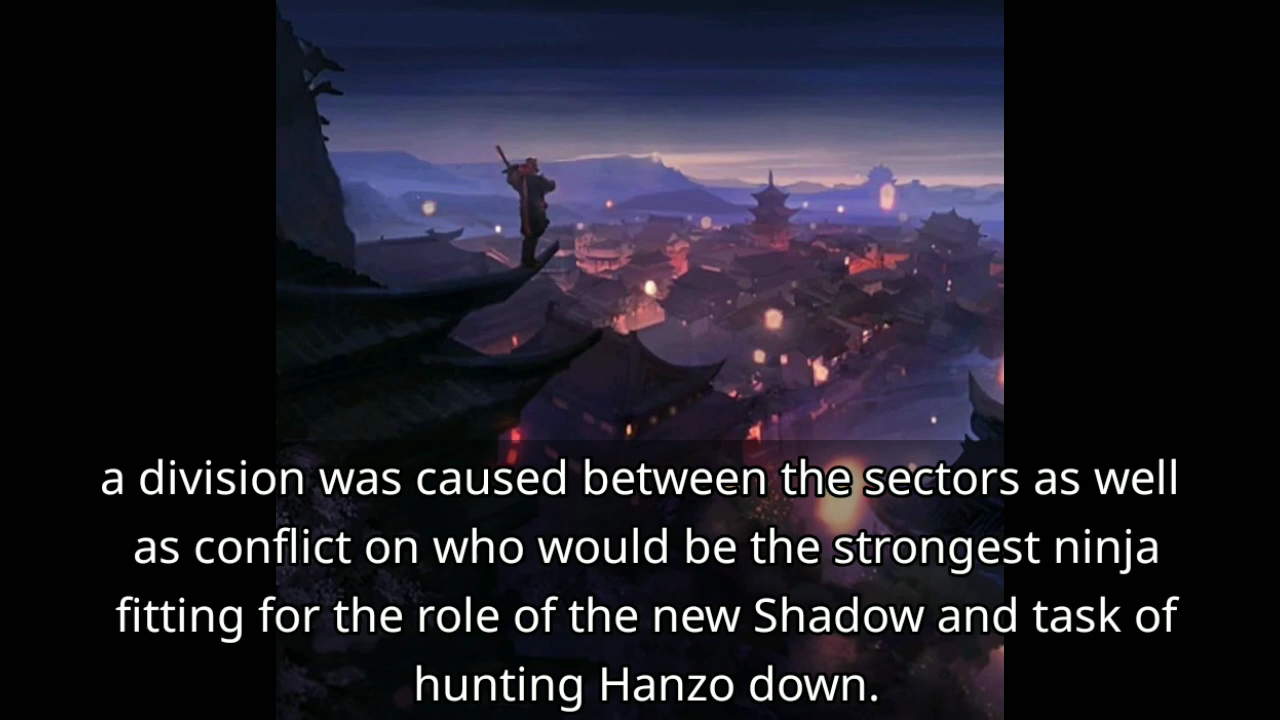 a division was caused between the sectors as well
as conflict on who would be the strongest ninja
fitting for the role of the new Shadow and task of
hunting Hanzo down.